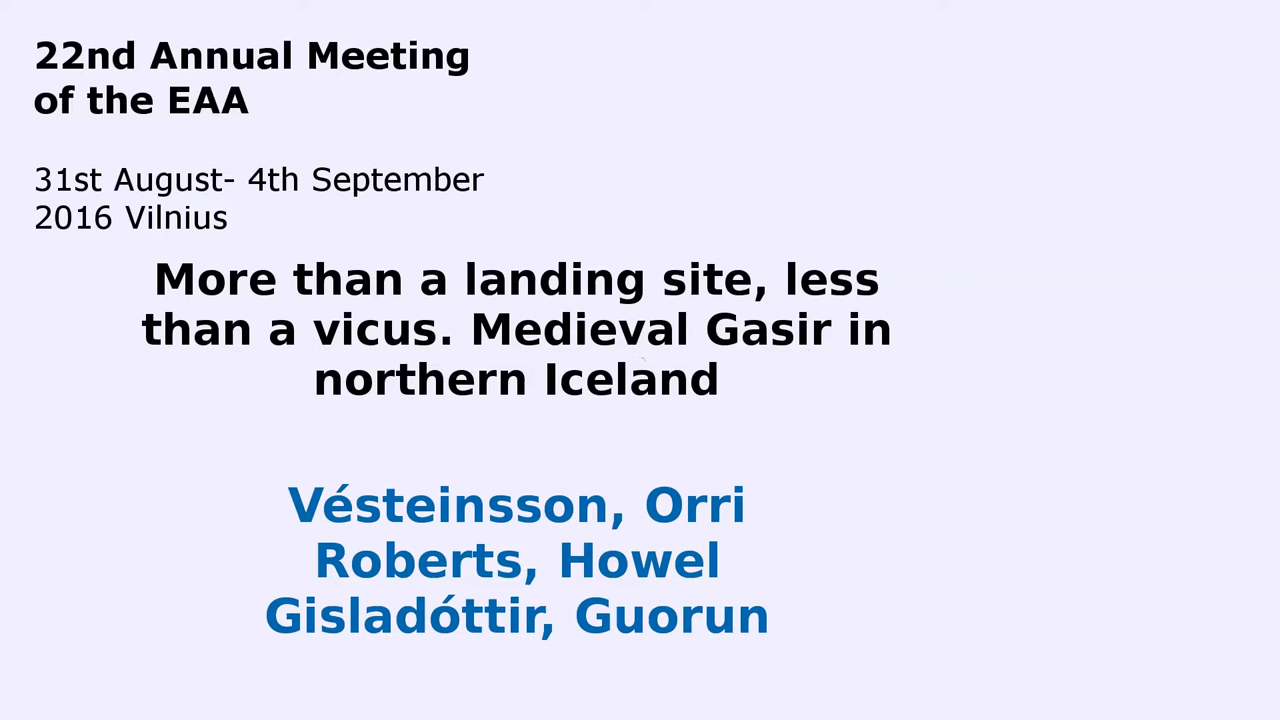 22nd Annual Meeting
of the EAA
31st August- 4th September
2016 Vilnius
More than a landing site, less
than a vicus. Medieval Gasir in
northern Iceland
Vésteinsson, Orri
Roberts, Howel
Gisladóttir, Guorun